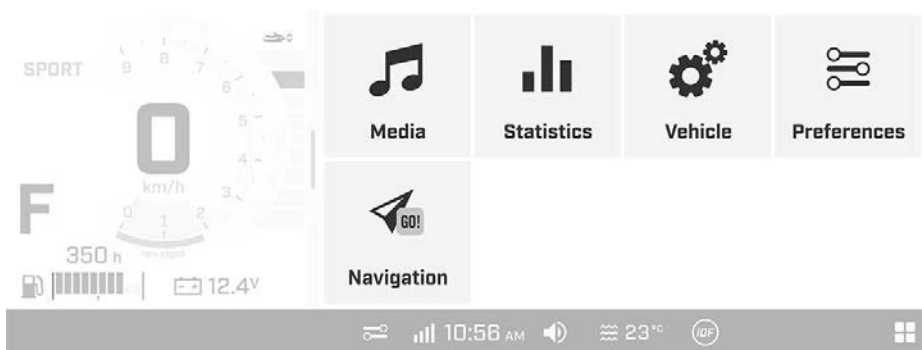 SPORT
9 8 7
6
5
4
3
0 1 2
0
km/h
F
350 h
12.4V
Media
Statistics
Vehicle
Preferences
GO!
Navigation
10:56 AM
23°C
iDF